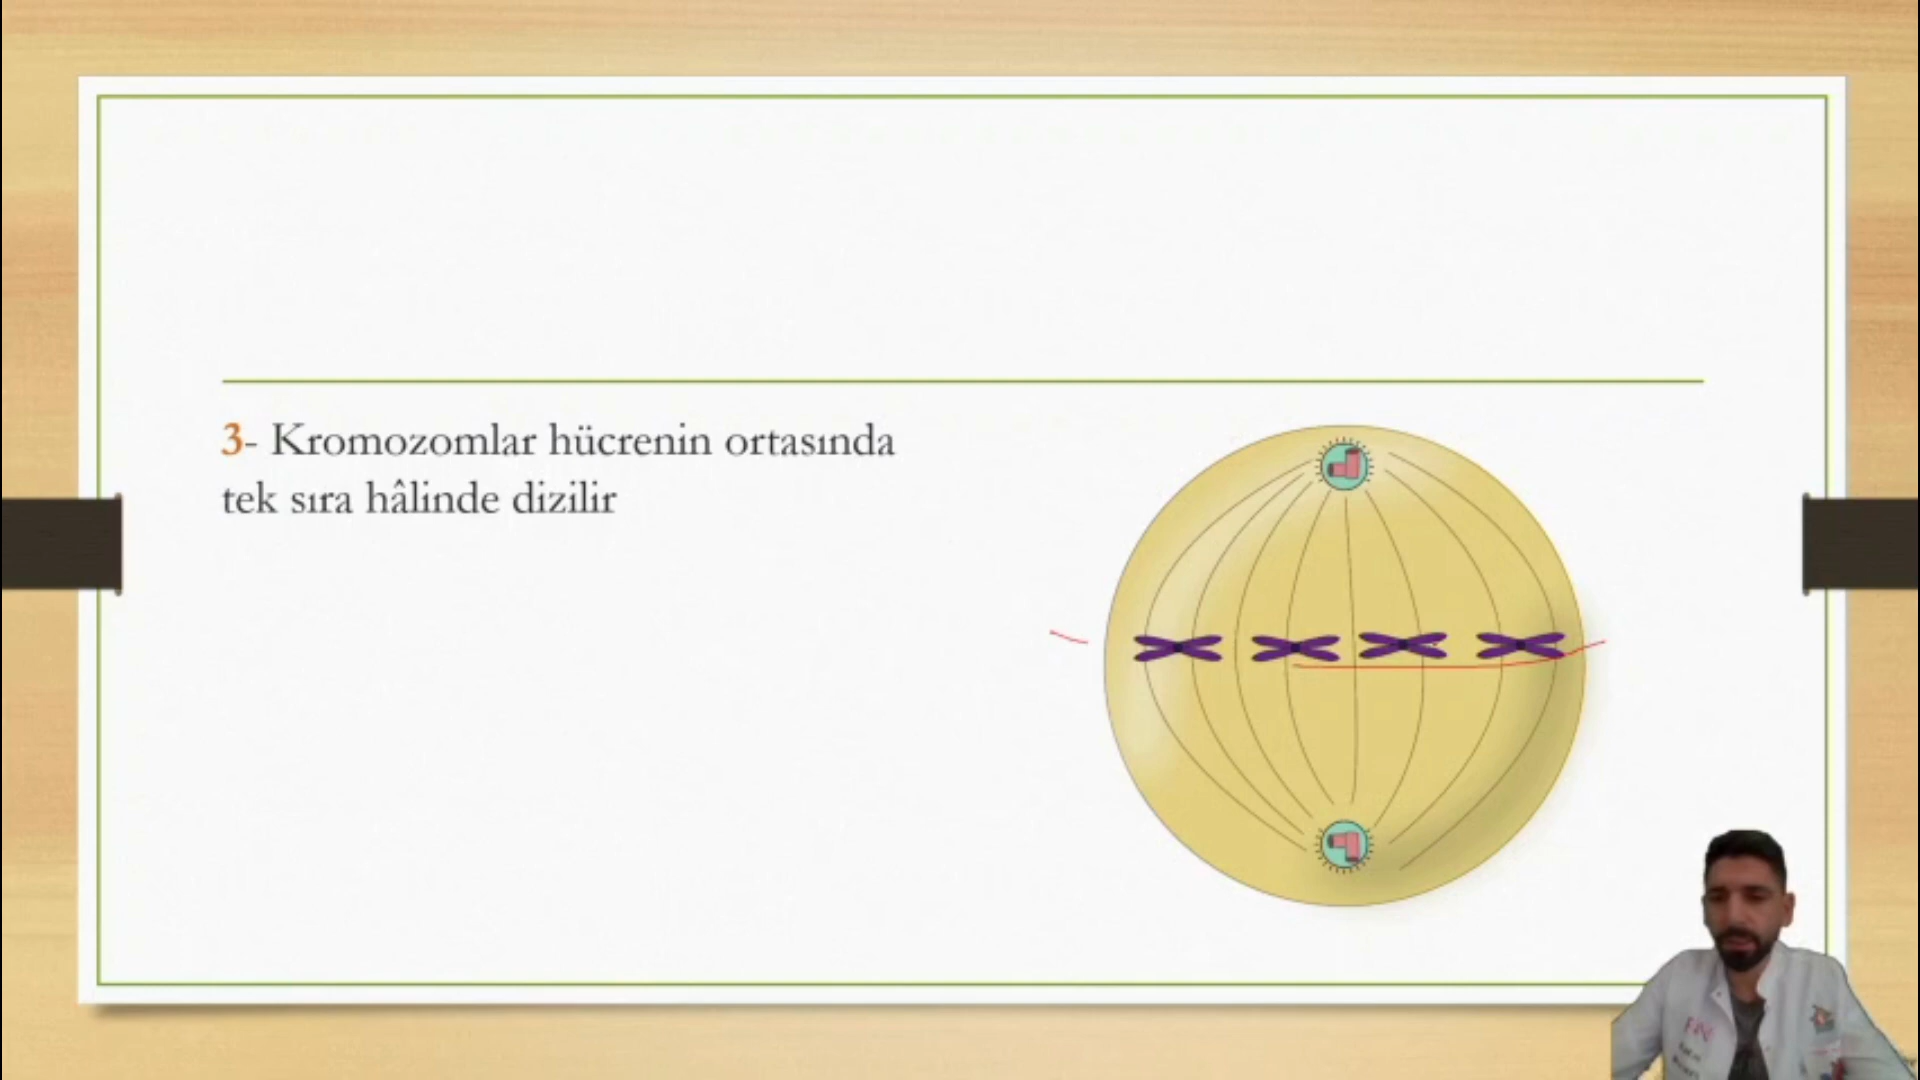 3- Kromozomlar hücrenin ortasında
tek sıra hâlinde dizilir